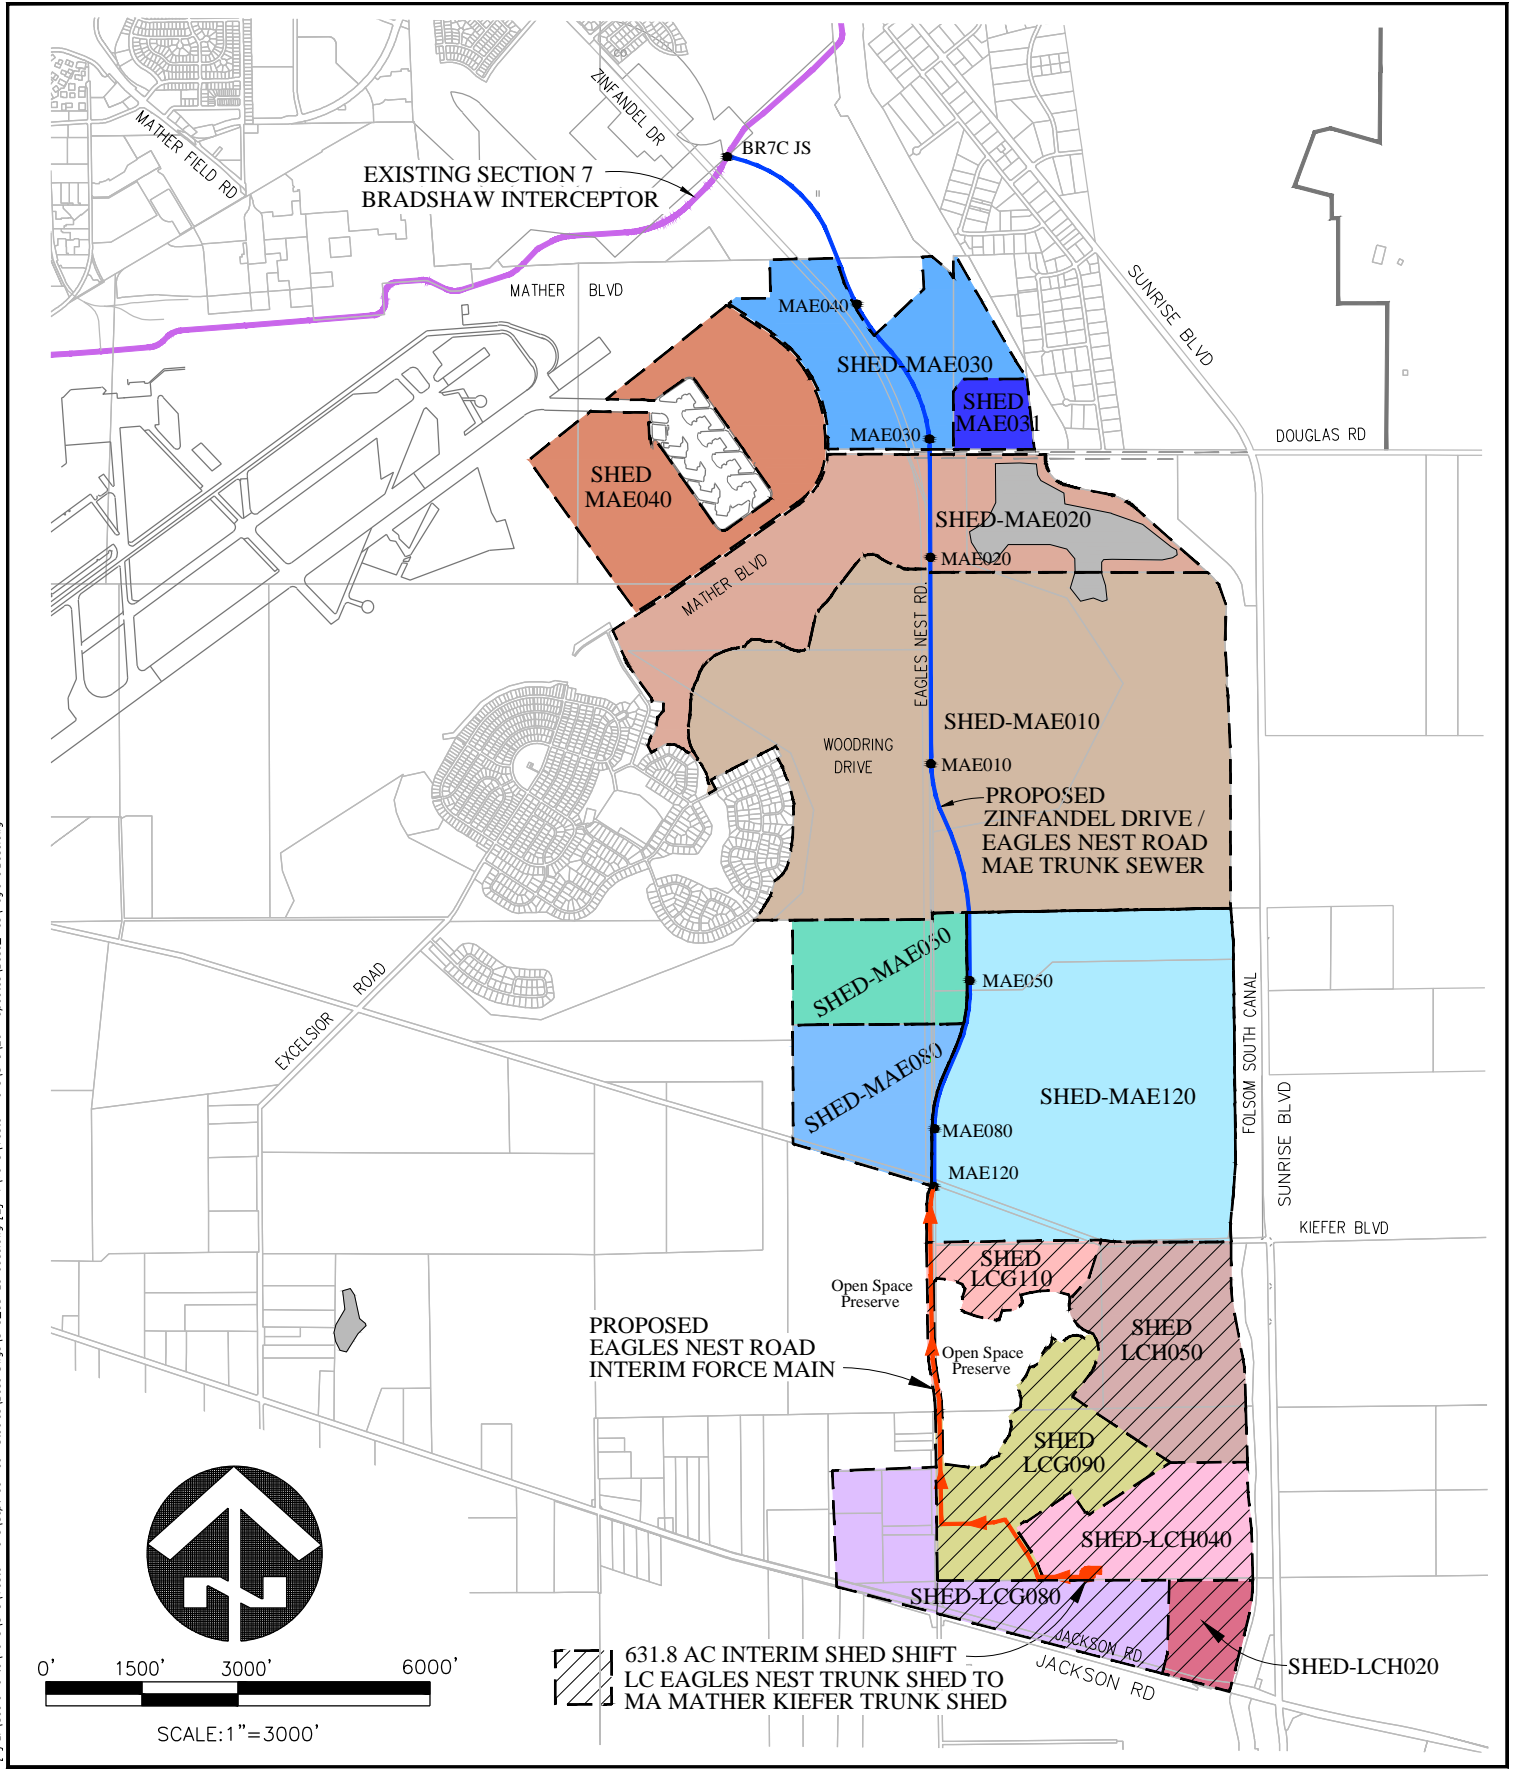 ZINFANDEL DR
MATHER FIELD RD
BR7C JS
EXISTING SECTION 7
BRADSHAW INTERCEPTOR
MATHER BLVD
SUNRISE BLVD
MAE040
SHED-MAE030
SHED
MAE031
MAE030
DOUGLAS RD
SHED
MAE040
SHED-MAE020
MAE020
MATHER BLVD
EAGLES NEST RD.
SHED-MAE010
WOODRING
DRIVE
MAE010
PROPOSED
ZINFANDEL DRIVE /
EAGLES NEST ROAD
MAE TRUNK SEWER
SHED-MAE060
MAE050
EXCELSIOR ROAD
FOLSOM SOUTH CANAL
SHED-MAE080
SHED-MAE120
SUNRISE BLVD
MAE080
MAE120
KIEFER BLVD
SHED
LCG110
Open Space
Preserve
PROPOSED
EAGLES NEST ROAD
INTERIM FORCE MAIN
Open Space
Preserve
SHED
LCH050
SHED
LCG090
SHED-LCH040
SHED-LCG080
JACKSON RD
JACKSON RD
SHED-LCH020
631.8 AC INTERIM SHED SHIFT
LC EAGLES NEST TRUNK SHED TO
MA MATHER KIEFER TRUNK SHED
0' 1500' 3000' 6000'
SCALE:1"=3000'